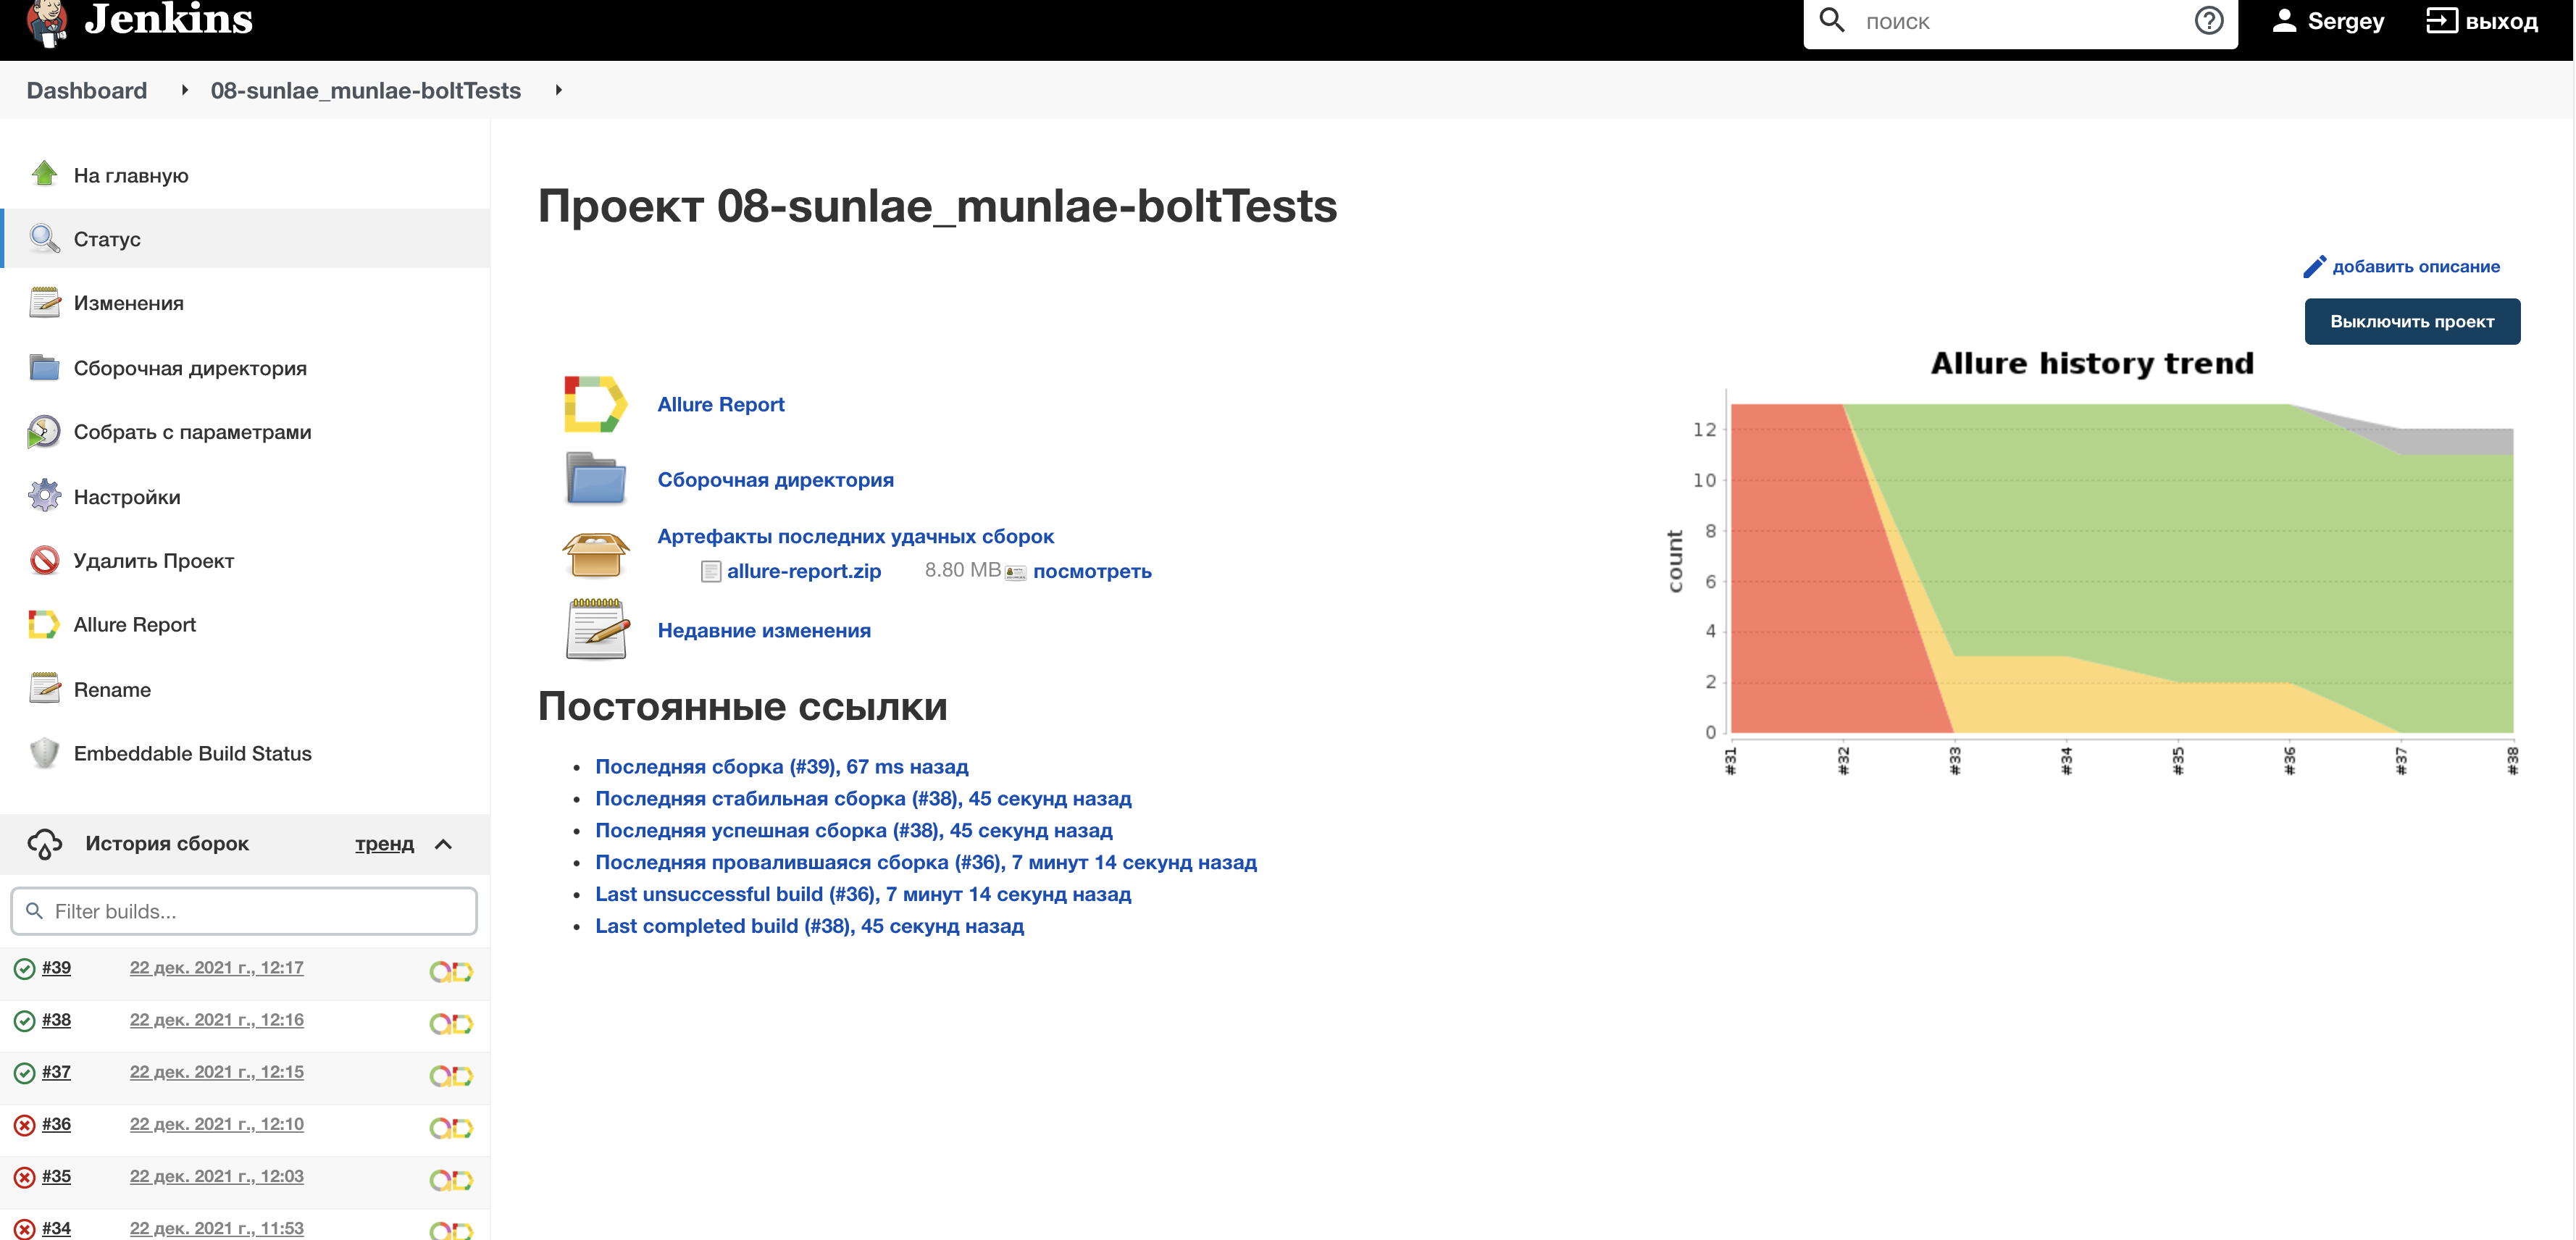 Jenkins
поиск
Sergey
выход
Dashboard
08-sunlae_munlae-boltTests
На главную
Статус
Изменения
Сборочная директория
Собрать с параметрами
Настройки
Удалить Проект
Allure Report
Rename
Embeddable Build Status
История сборок
тренд
Filter builds...
#39 22 дек. 2021 г., 12:17
#38 22 дек. 2021 г., 12:16
#37 22 дек. 2021 г., 12:15
#36 22 дек. 2021 г., 12:10
#35 22 дек. 2021 г., 12:03
#34 22 дек. 2021 г., 11:53
Проект 08-sunlae_munlae-boltTests
добавить описание
Выключить проект
Allure Report
Сборочная директория
Артефакты последних удачных сборок
allure-report.zip 8.80 MB посмотреть
Недавние изменения
Постоянные ссылки
Последняя сборка (#39), 67 ms назад
Последняя стабильная сборка (#38), 45 секунд назад
Последняя успешная сборка (#38), 45 секунд назад
Последняя провалившаяся сборка (#36), 7 минут 14 секунд назад
Last unsuccessful build (#36), 7 минут 14 секунд назад
Last completed build (#38), 45 секунд назад
Allure history trend
count
12
10
8
6
4
2
0
#31
#32
#33
#34
#35
#36
#37
#38